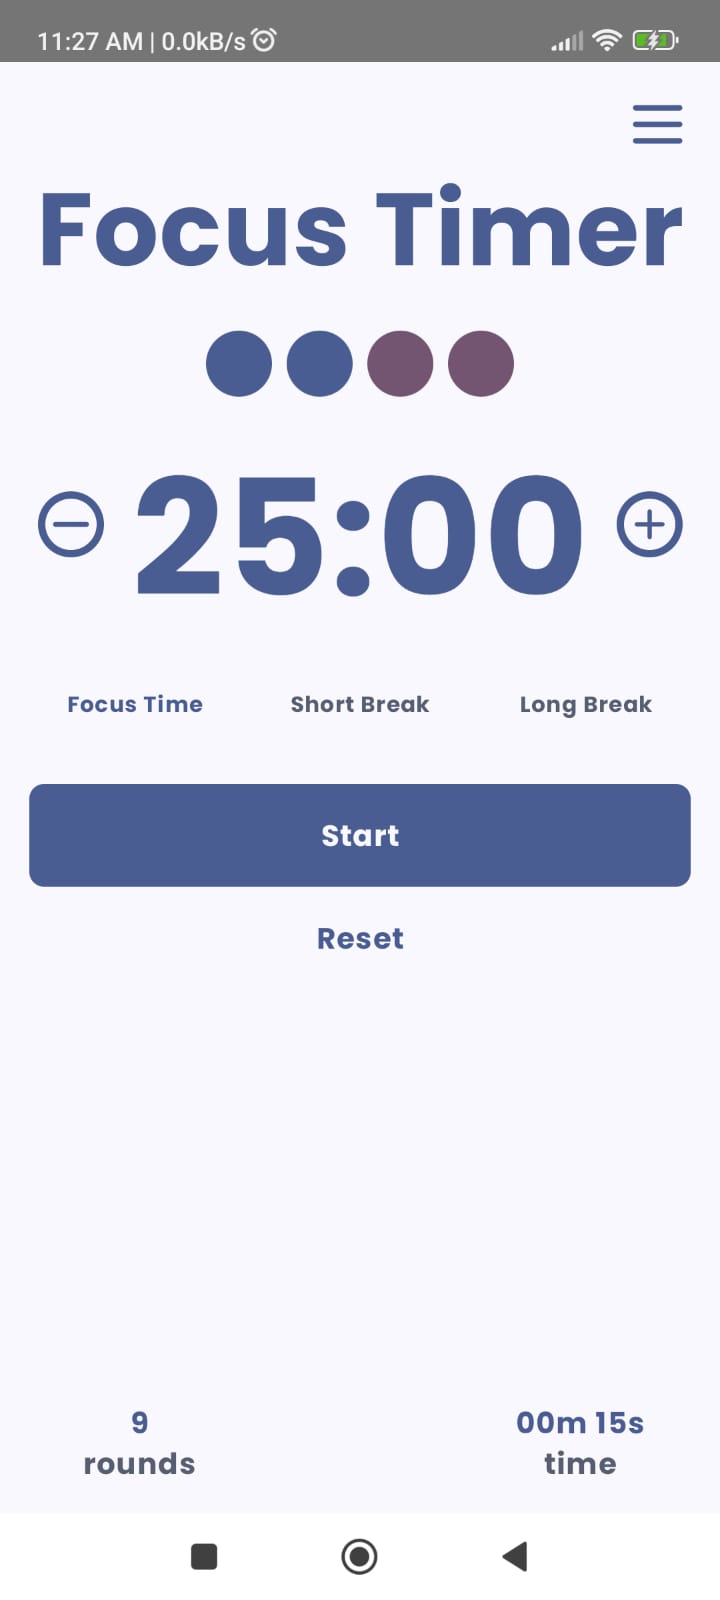 11:27 AM | 0.0kB/s
Focus Timer
25:00
Focus Time Short Break Long Break
Start
Reset
9 00m 15s
rounds time